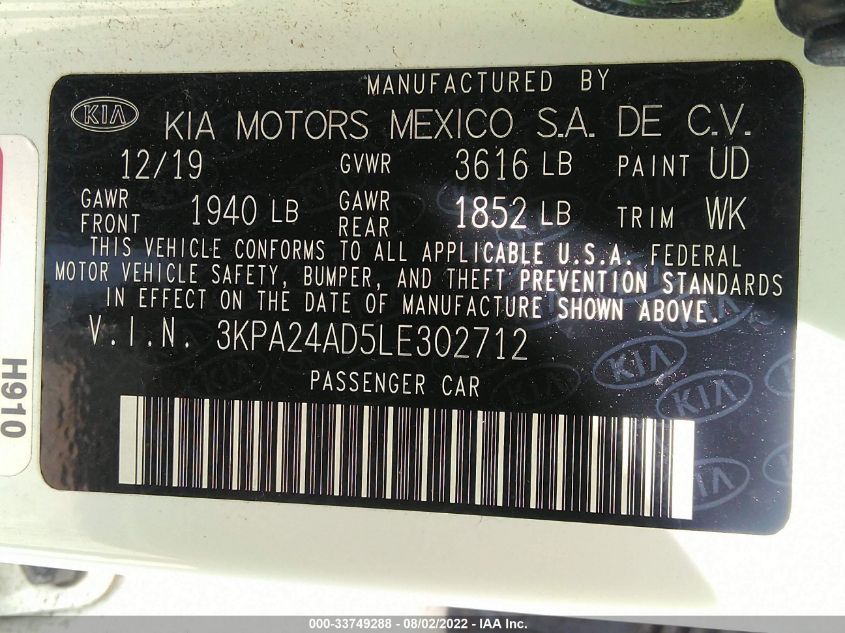 MANUFACTURED BY
KIA
KIA MOTORS MEXICO S.A. DE C.V.
12/19 GVWR 3616 LB PAINT UD
GAWR FRONT 1940 LB GAWR REAR 1852 LB TRIM WK
THIS VEHICLE CONFORMS TO ALL APPLICABLE U.S.A. FEDERAL
MOTOR VEHICLE SAFETY, BUMPER, AND THEFT PREVENTION STANDARDS
IN EFFECT ON THE DATE OF MANUFACTURE SHOWN ABOVE.
V.I.N. 3KPA24AD5LE302712
PASSENGER CAR
KIA
KIA
KIA
H910
000-33749288 - 08/02/2022 - IAA Inc.